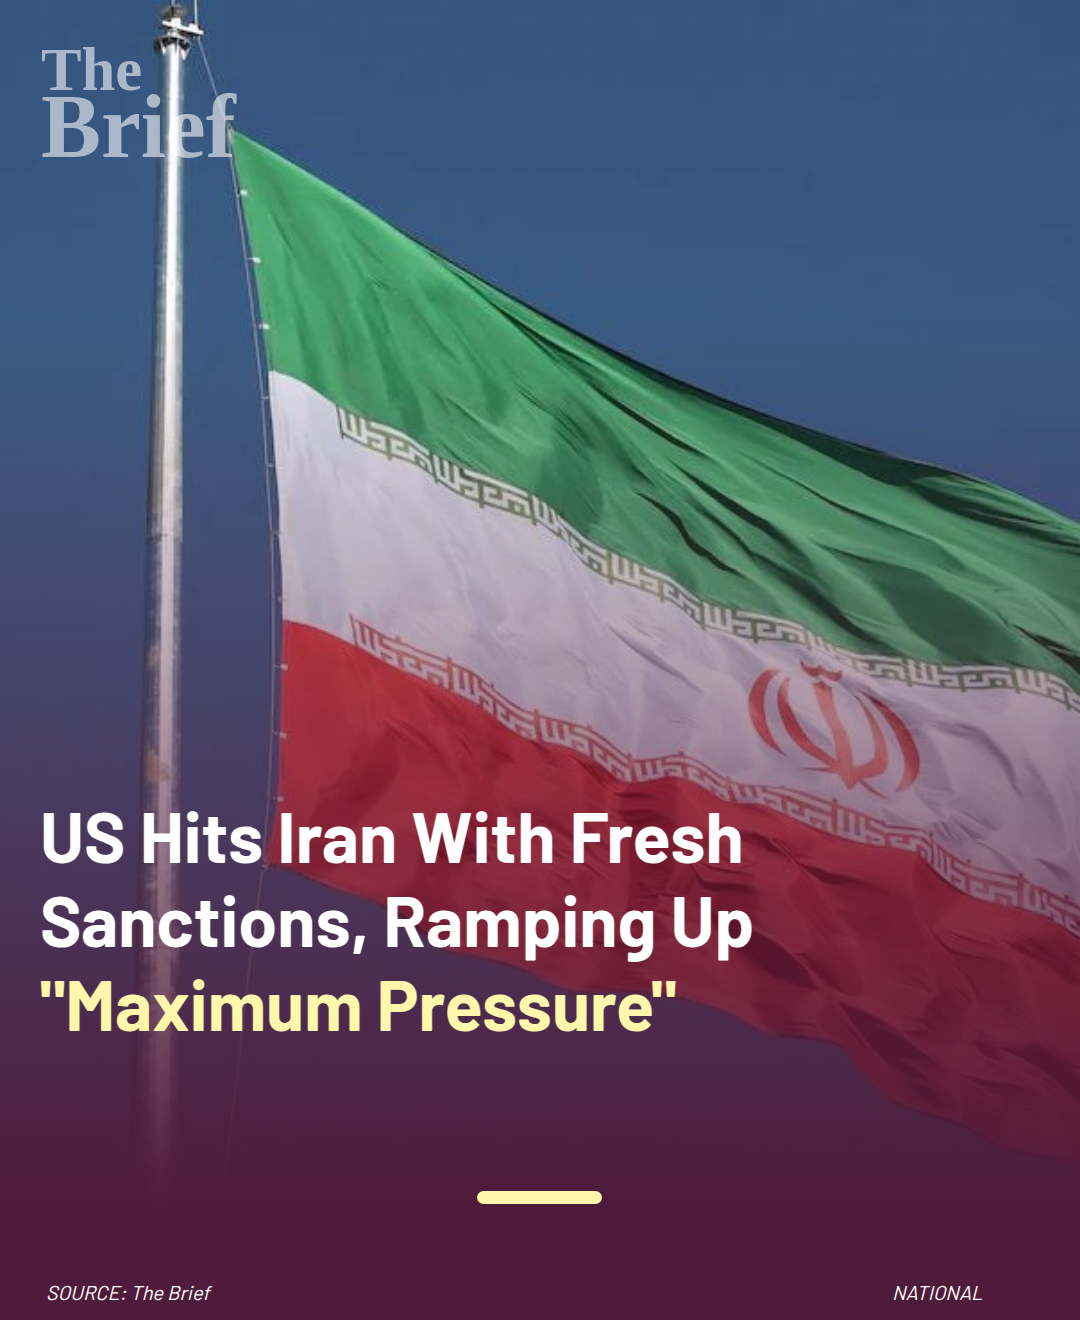 The
Brief
US Hits Iran With Fresh
Sanctions, Ramping Up
"Maximum Pressure"
SOURCE: The Brief
NATIONAL